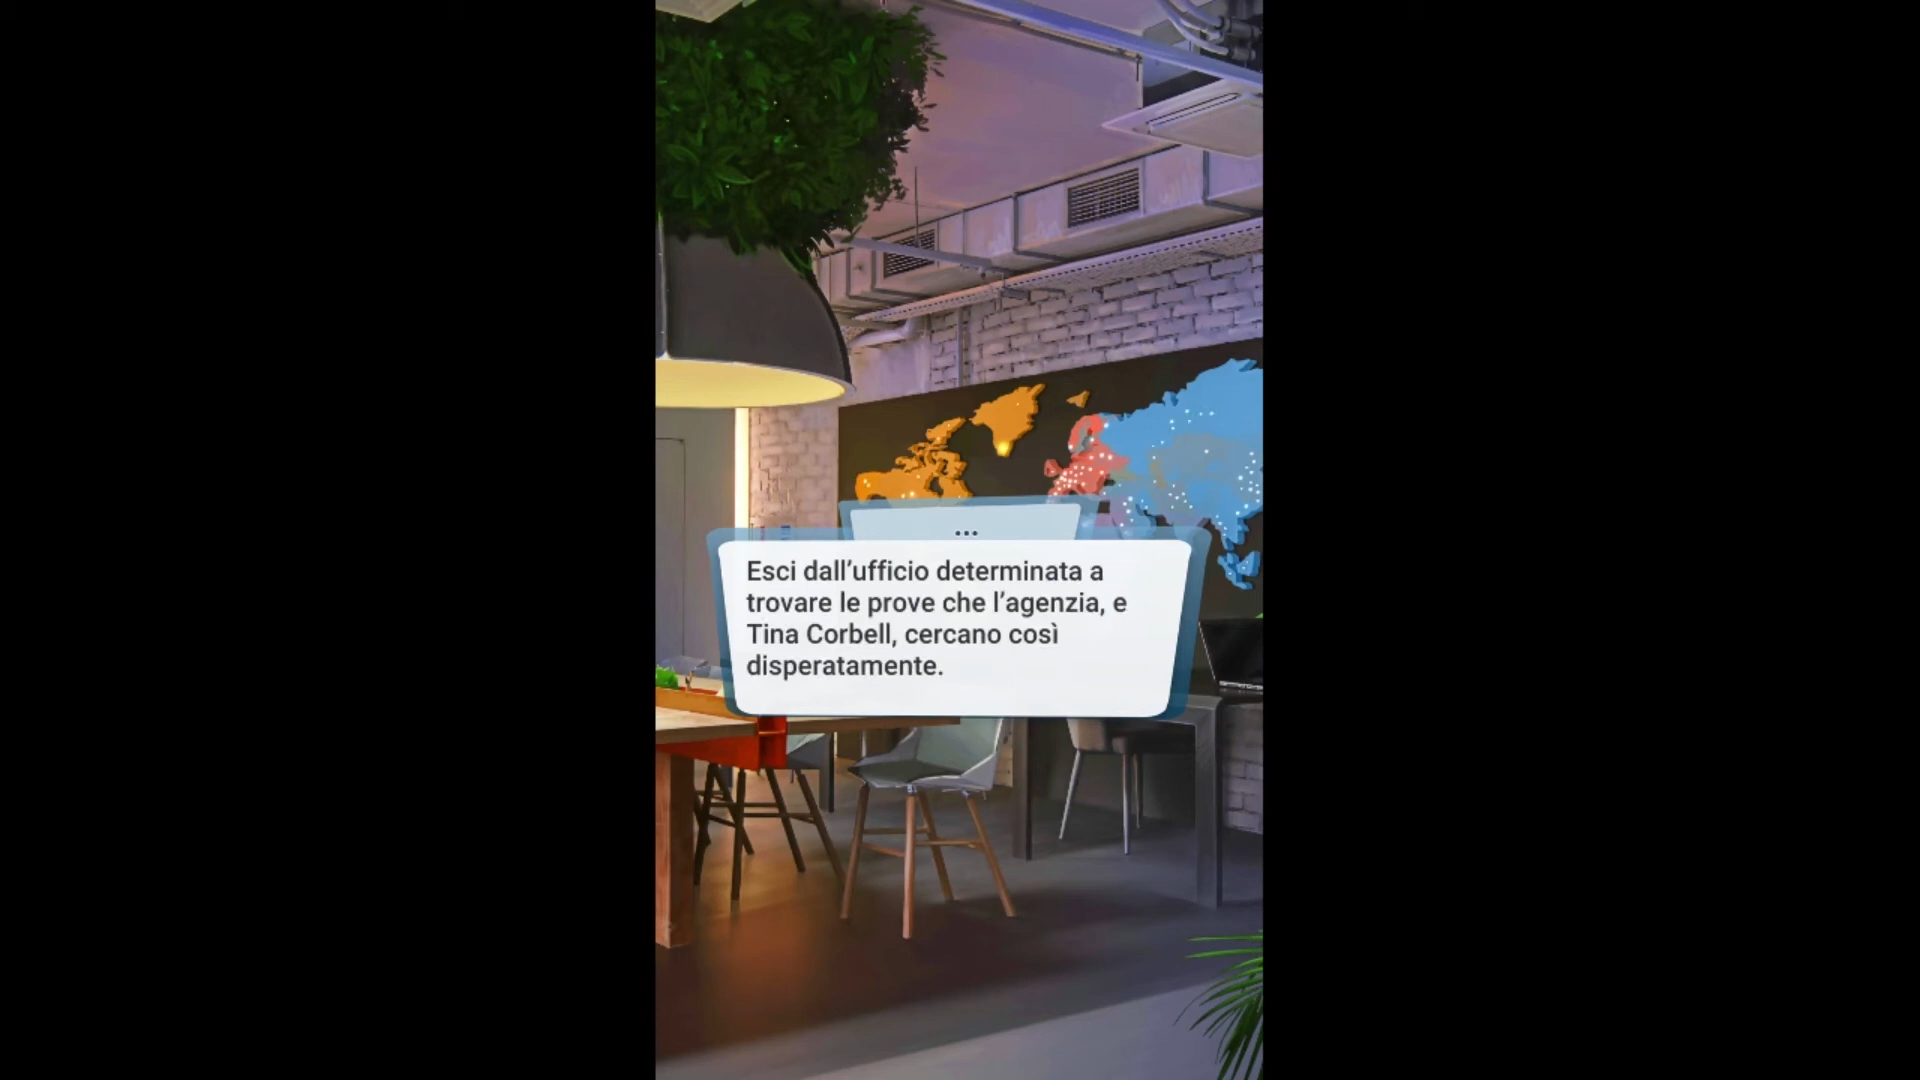 ...
Esci dall’ufficio determinata a
trovare le prove che l’agenzia, e
Tina Corbell, cercano così
disperatamente.